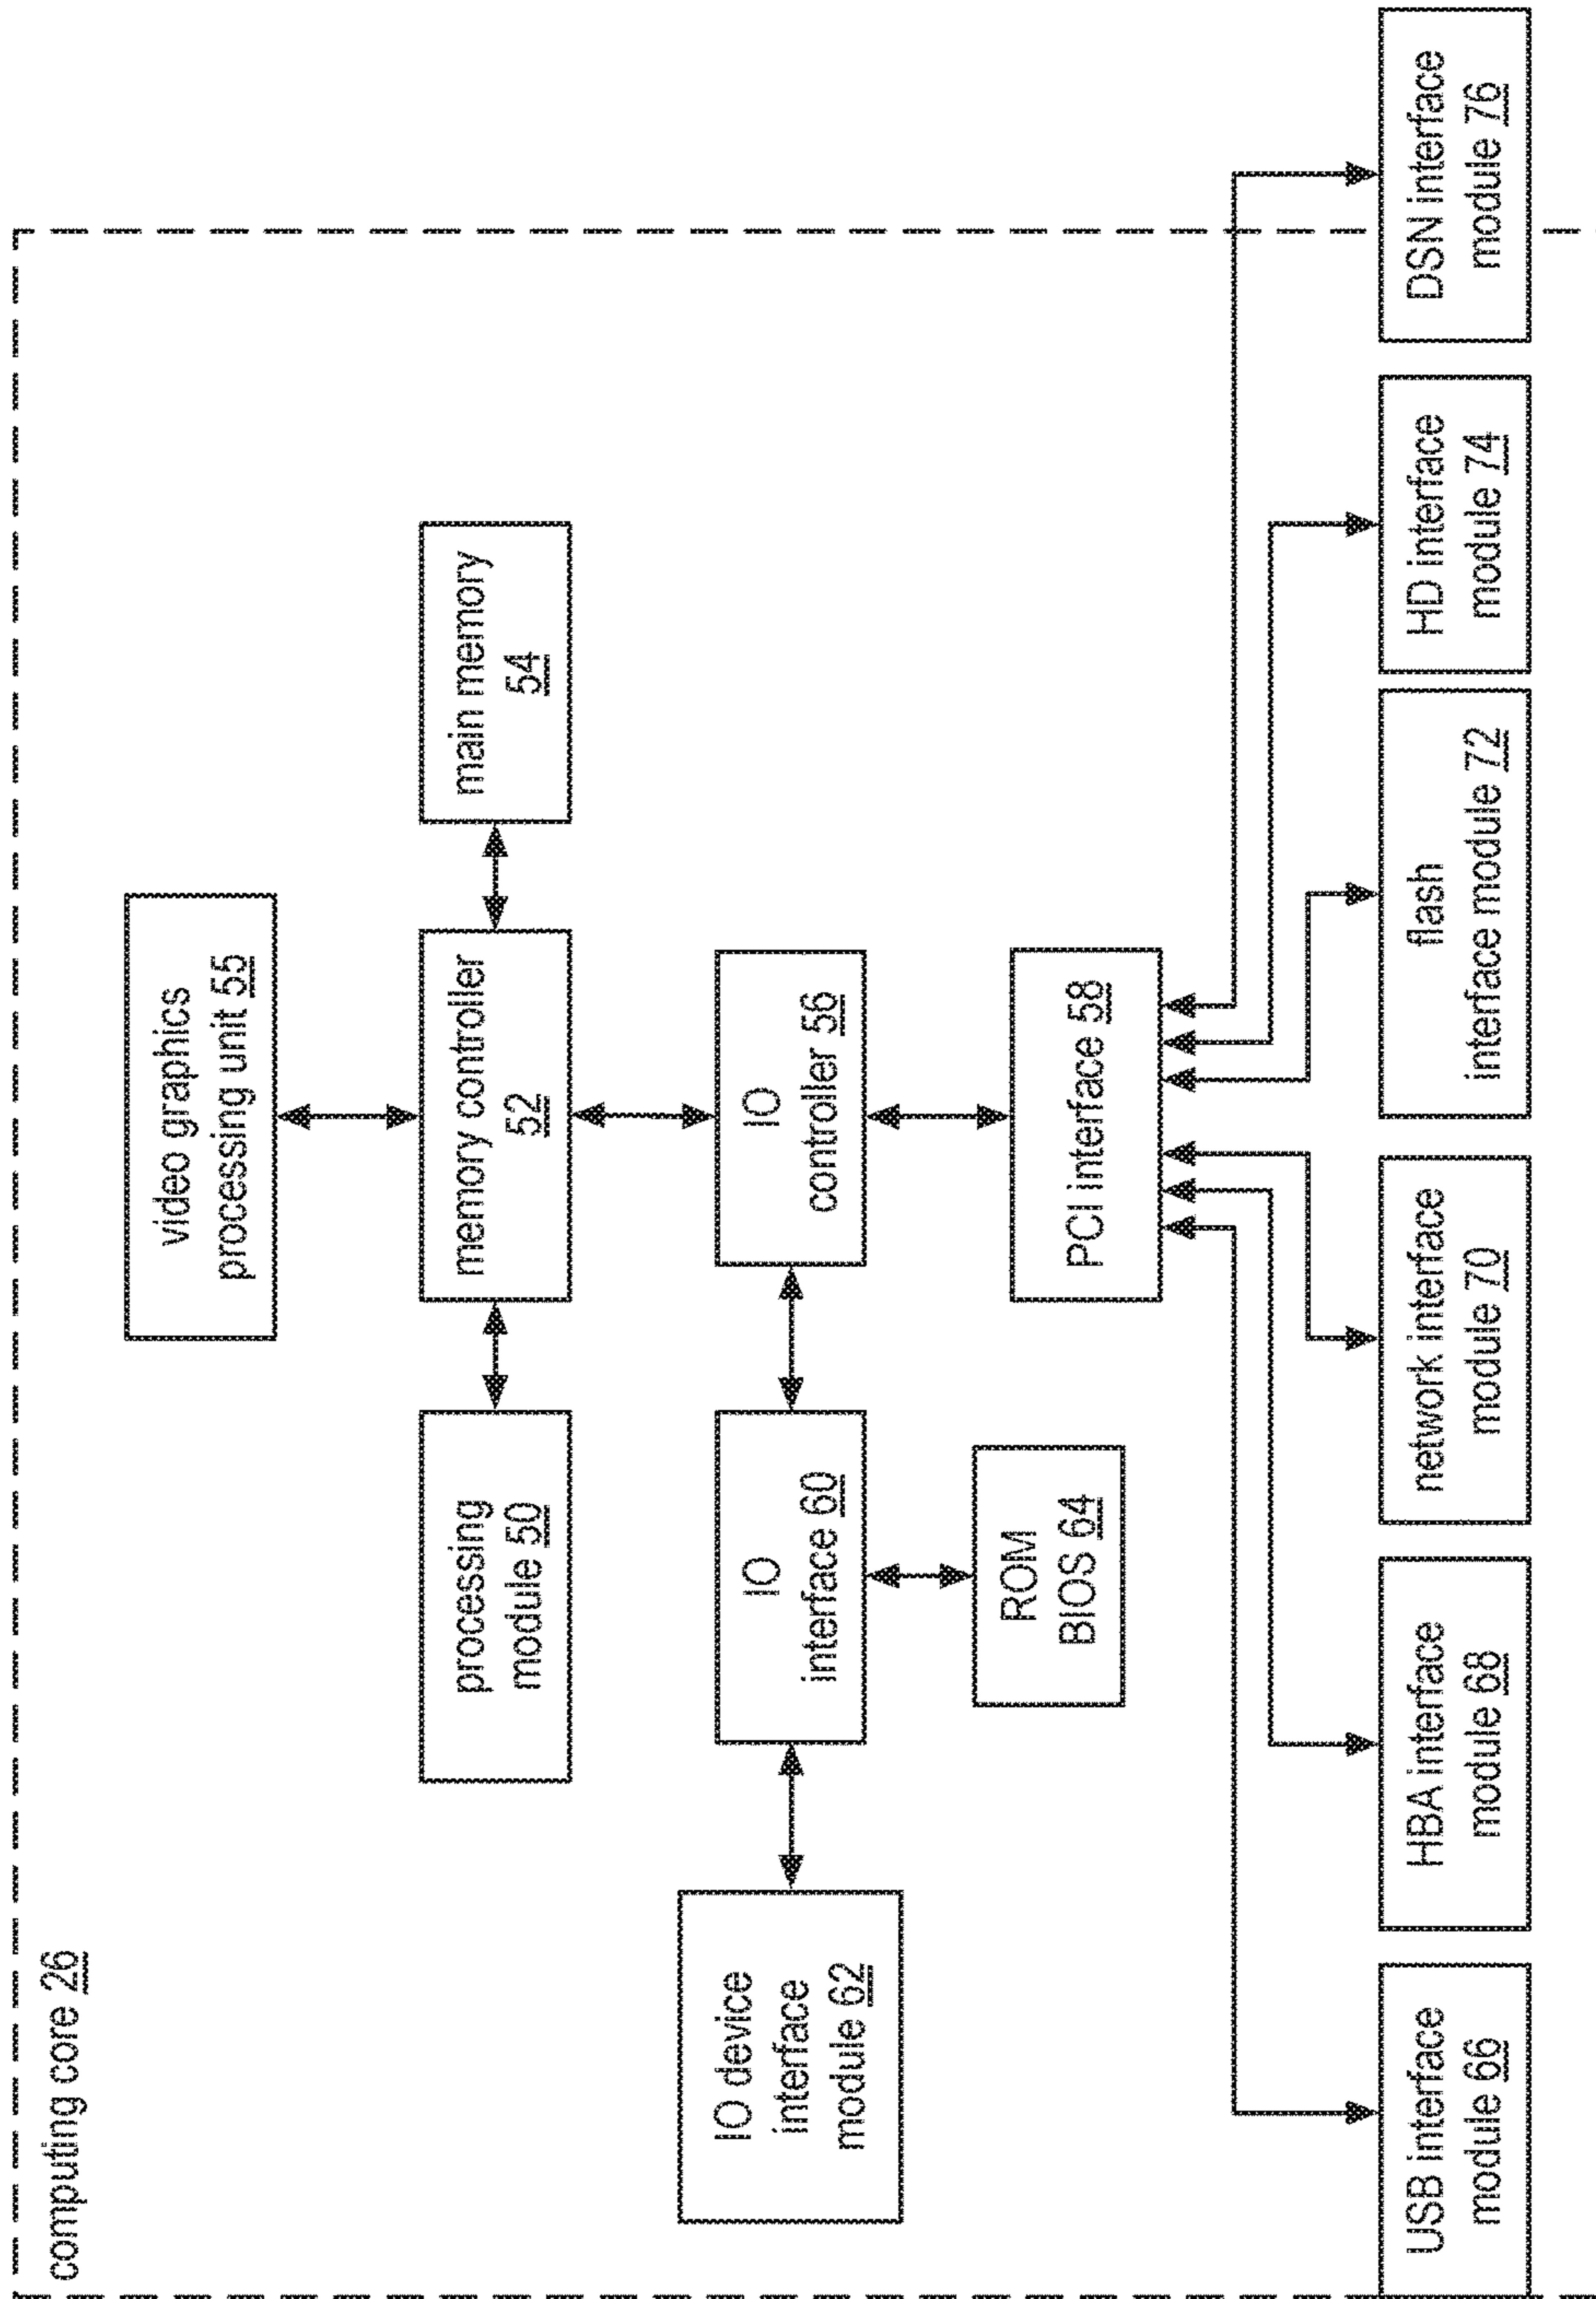 computing core 26
video graphics
processing unit 55
processing
module 50
memory controller
52
main memory
54
IO device
interface
module 62
IO
interface 60
IO
controller 56
ROM
BIOS 64
PCI interface 58
USB interface
module 66
HBA interface
module 68
network interface
module 70
flash
interface module 72
HD interface
module 74
DSN interface
module 76